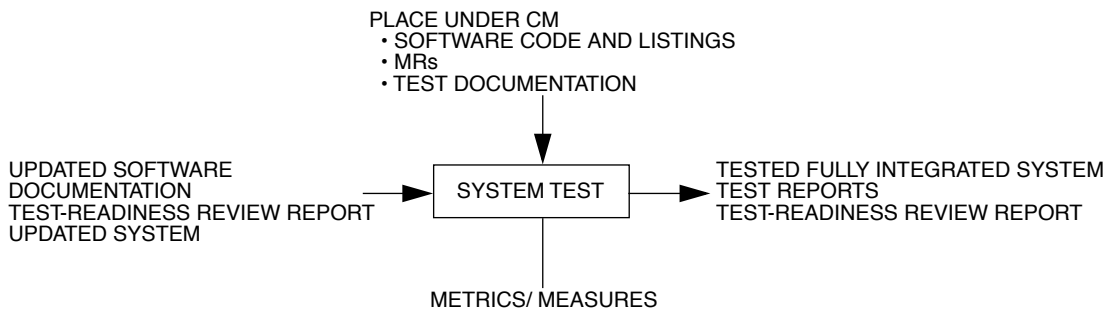 PLACE UNDER CM
• SOFTWARE CODE AND LISTINGS
• MRs
• TEST DOCUMENTATION
UPDATED SOFTWARE
DOCUMENTATION
TEST-READINESS REVIEW REPORT
UPDATED SYSTEM
SYSTEM TEST
TESTED FULLY INTEGRATED SYSTEM
TEST REPORTS
TEST-READINESS REVIEW REPORT
METRICS/ MEASURES